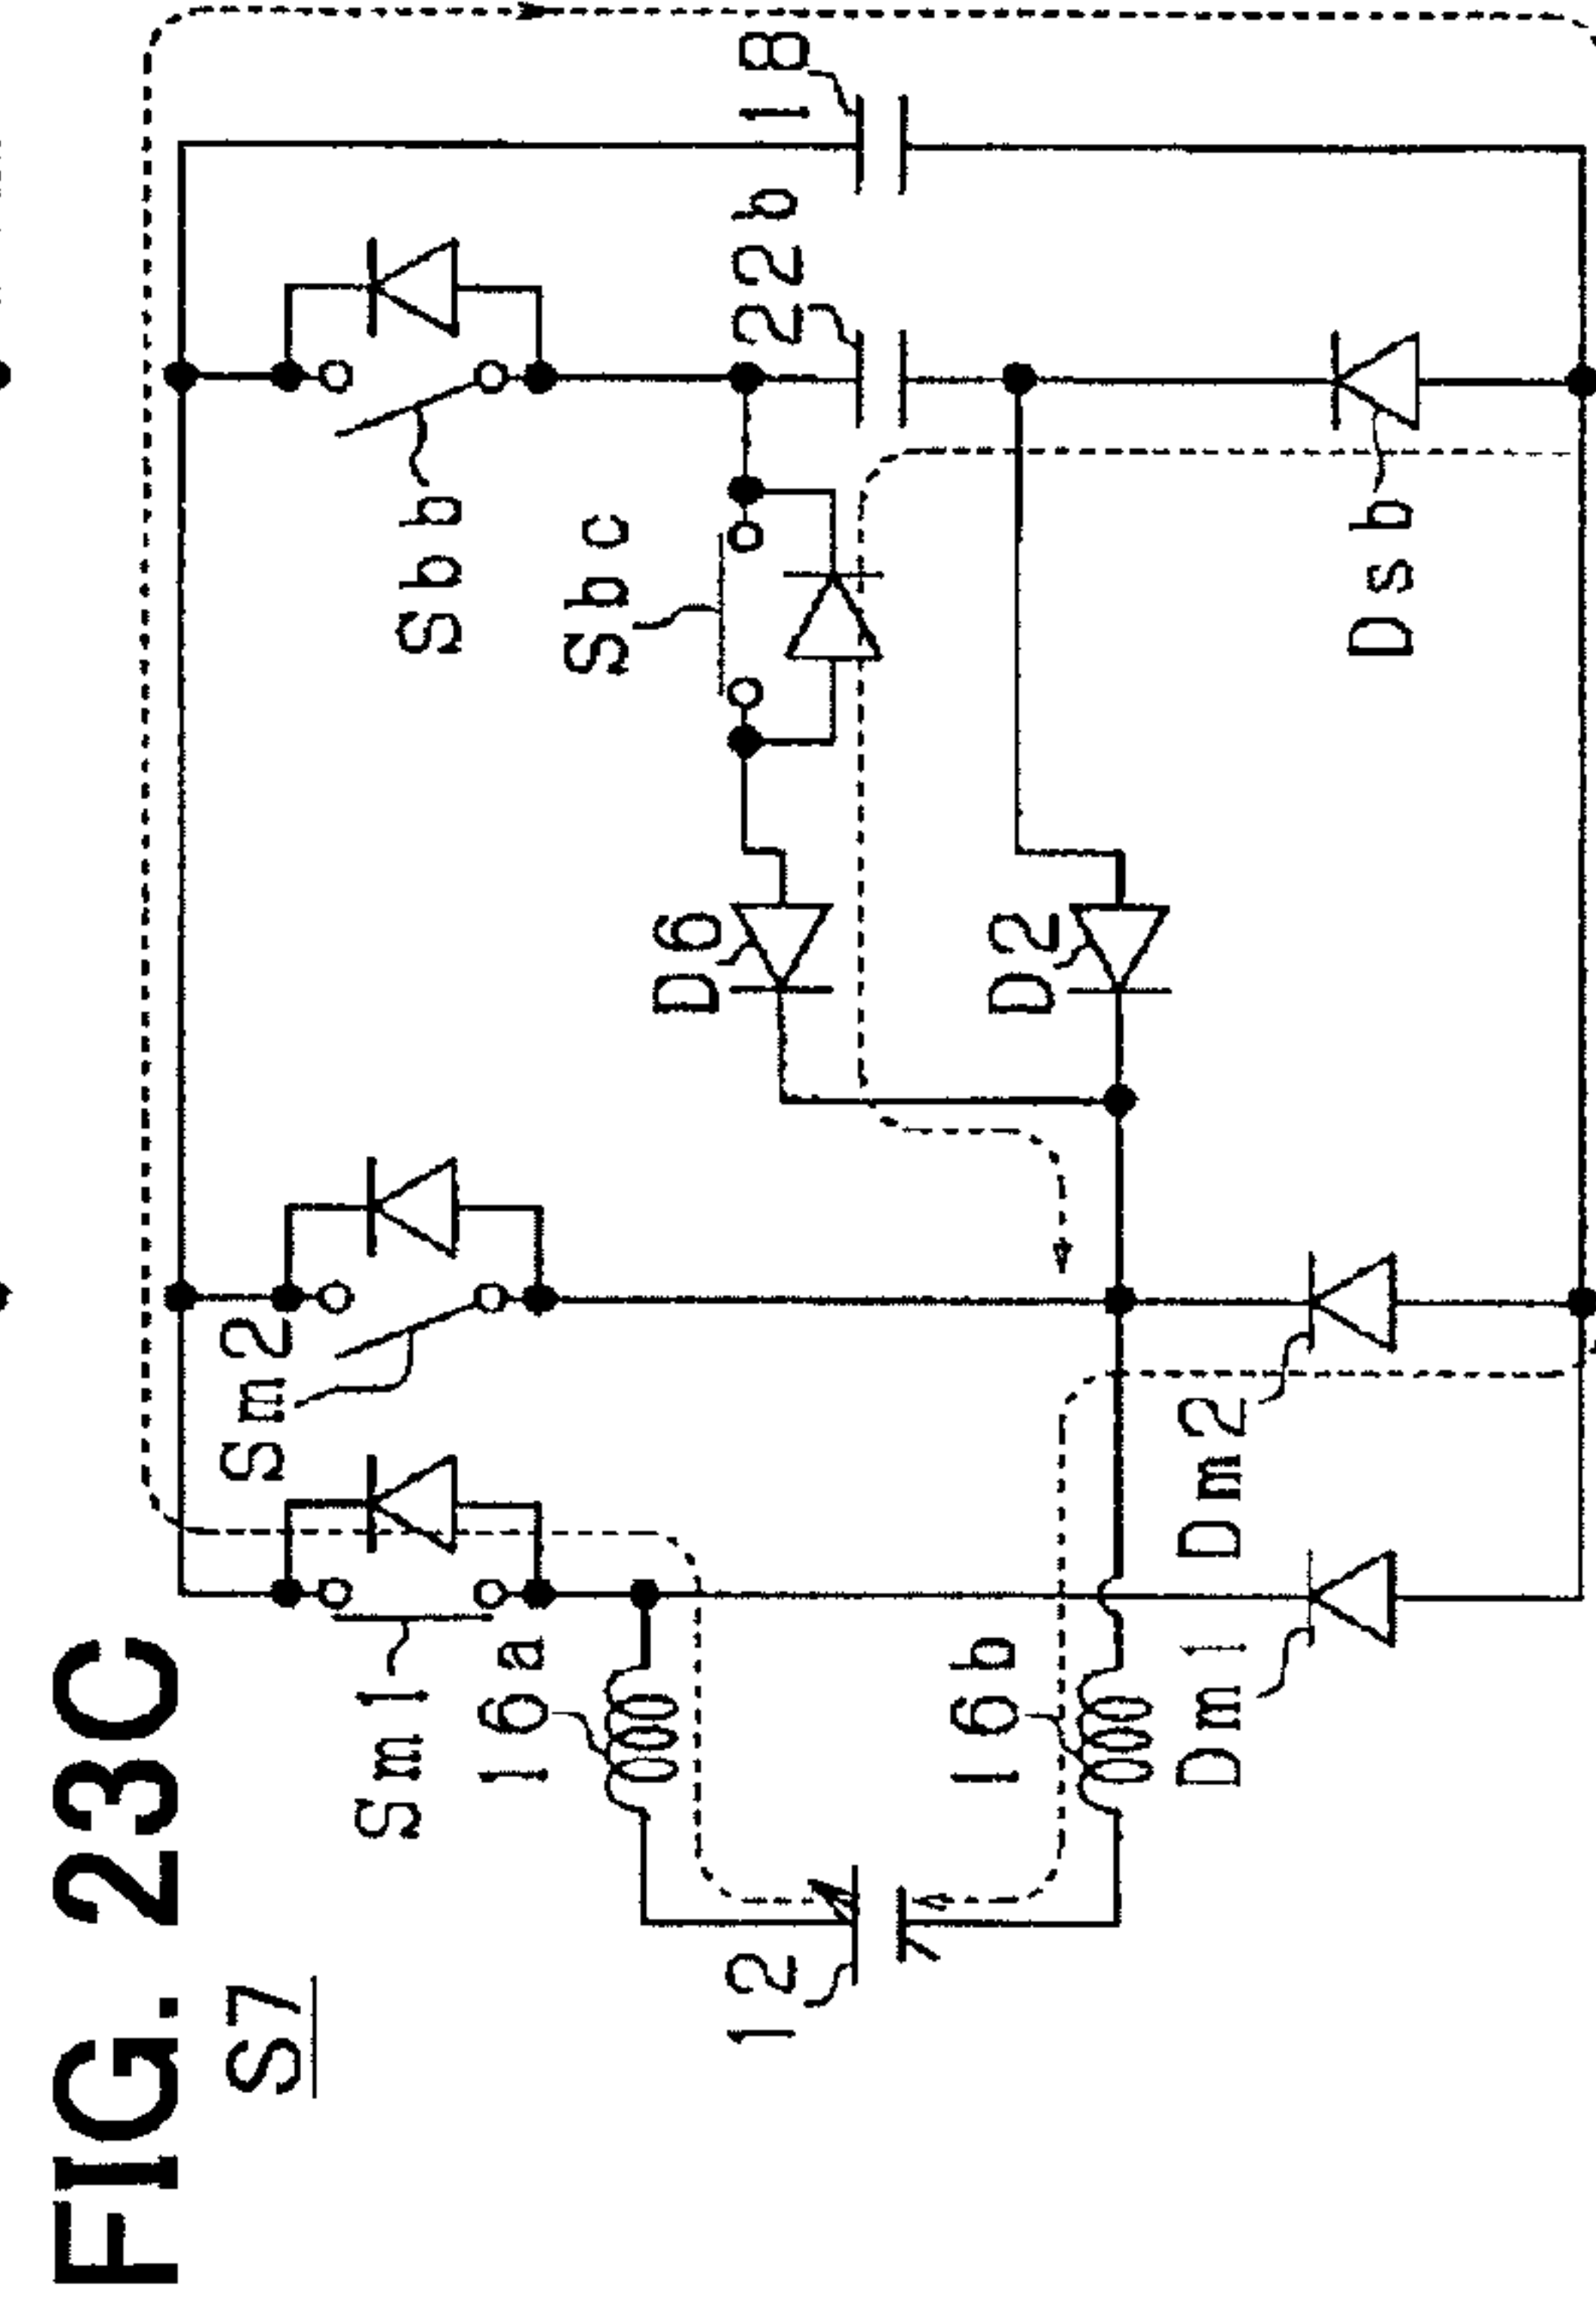 FIG. 23C
S7
Sm1
Sm2
Sbb
Sbc
16a
D6
22b
18
12
16b
D2
Dm1
Dm2
Dsb